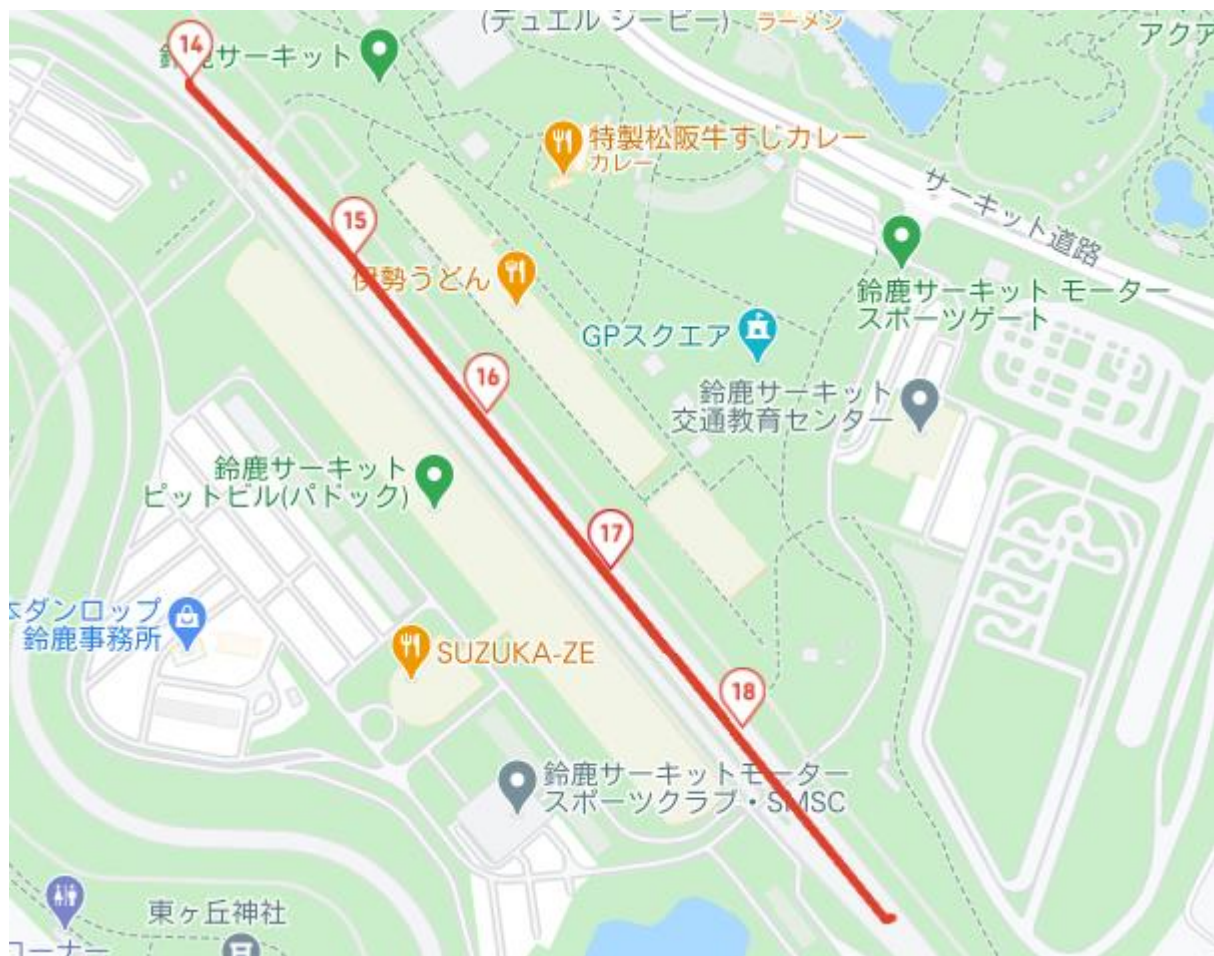 (デュエル シービー)
ラーメン
アクア
14
鈴鹿サーキット
特製松阪牛すじカレー
カレー
サーキット道路
15
伊勢うどん
鈴鹿サーキット モーター
スポーツゲート
GPスクエア
16
鈴鹿サーキット
交通教育センター
鈴鹿サーキット
ピットビル(パドック)
17
本ダンロップ
鈴鹿事務所
SUZUKA-ZE
18
鈴鹿サーキットモーター
スポーツクラブ・SMSC
東ヶ丘神社
コーナー